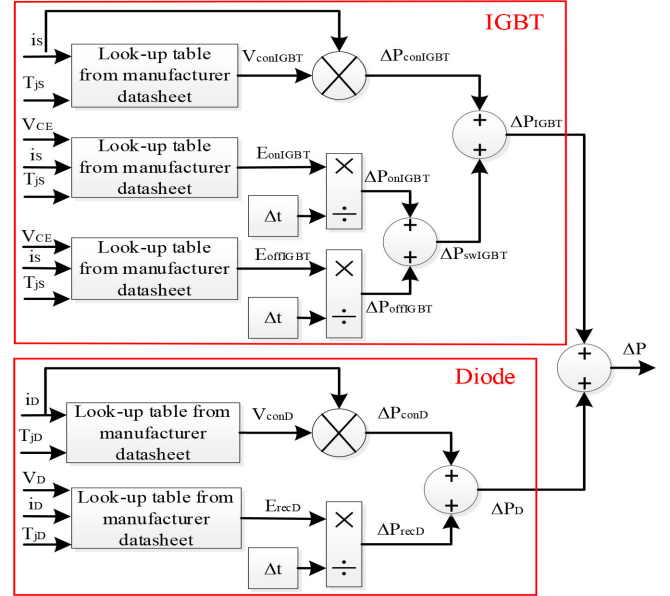 IGBT
is
Look-up table
from manufacturer
datasheet
TjS
VconIGBT
ΔPconIGBT
VCE
is
TjS
Look-up table
from manufacturer
datasheet
EonIGBT
×
÷
Δt
ΔPonIGBT
+
+
ΔPIGBT
VCE
is
TjS
Look-up table
from manufacturer
datasheet
EoffIGBT
×
÷
Δt
ΔPoffIGBT
+
+
ΔPswIGBT
+
+
ΔP
Diode
iD
TjD
Look-up table from
manufacturer
datasheet
VconD
ΔPconD
VD
iD
TjD
Look-up table from
manufacturer
datasheet
ErecD
×
÷
Δt
ΔPrecD
+
+
ΔPD